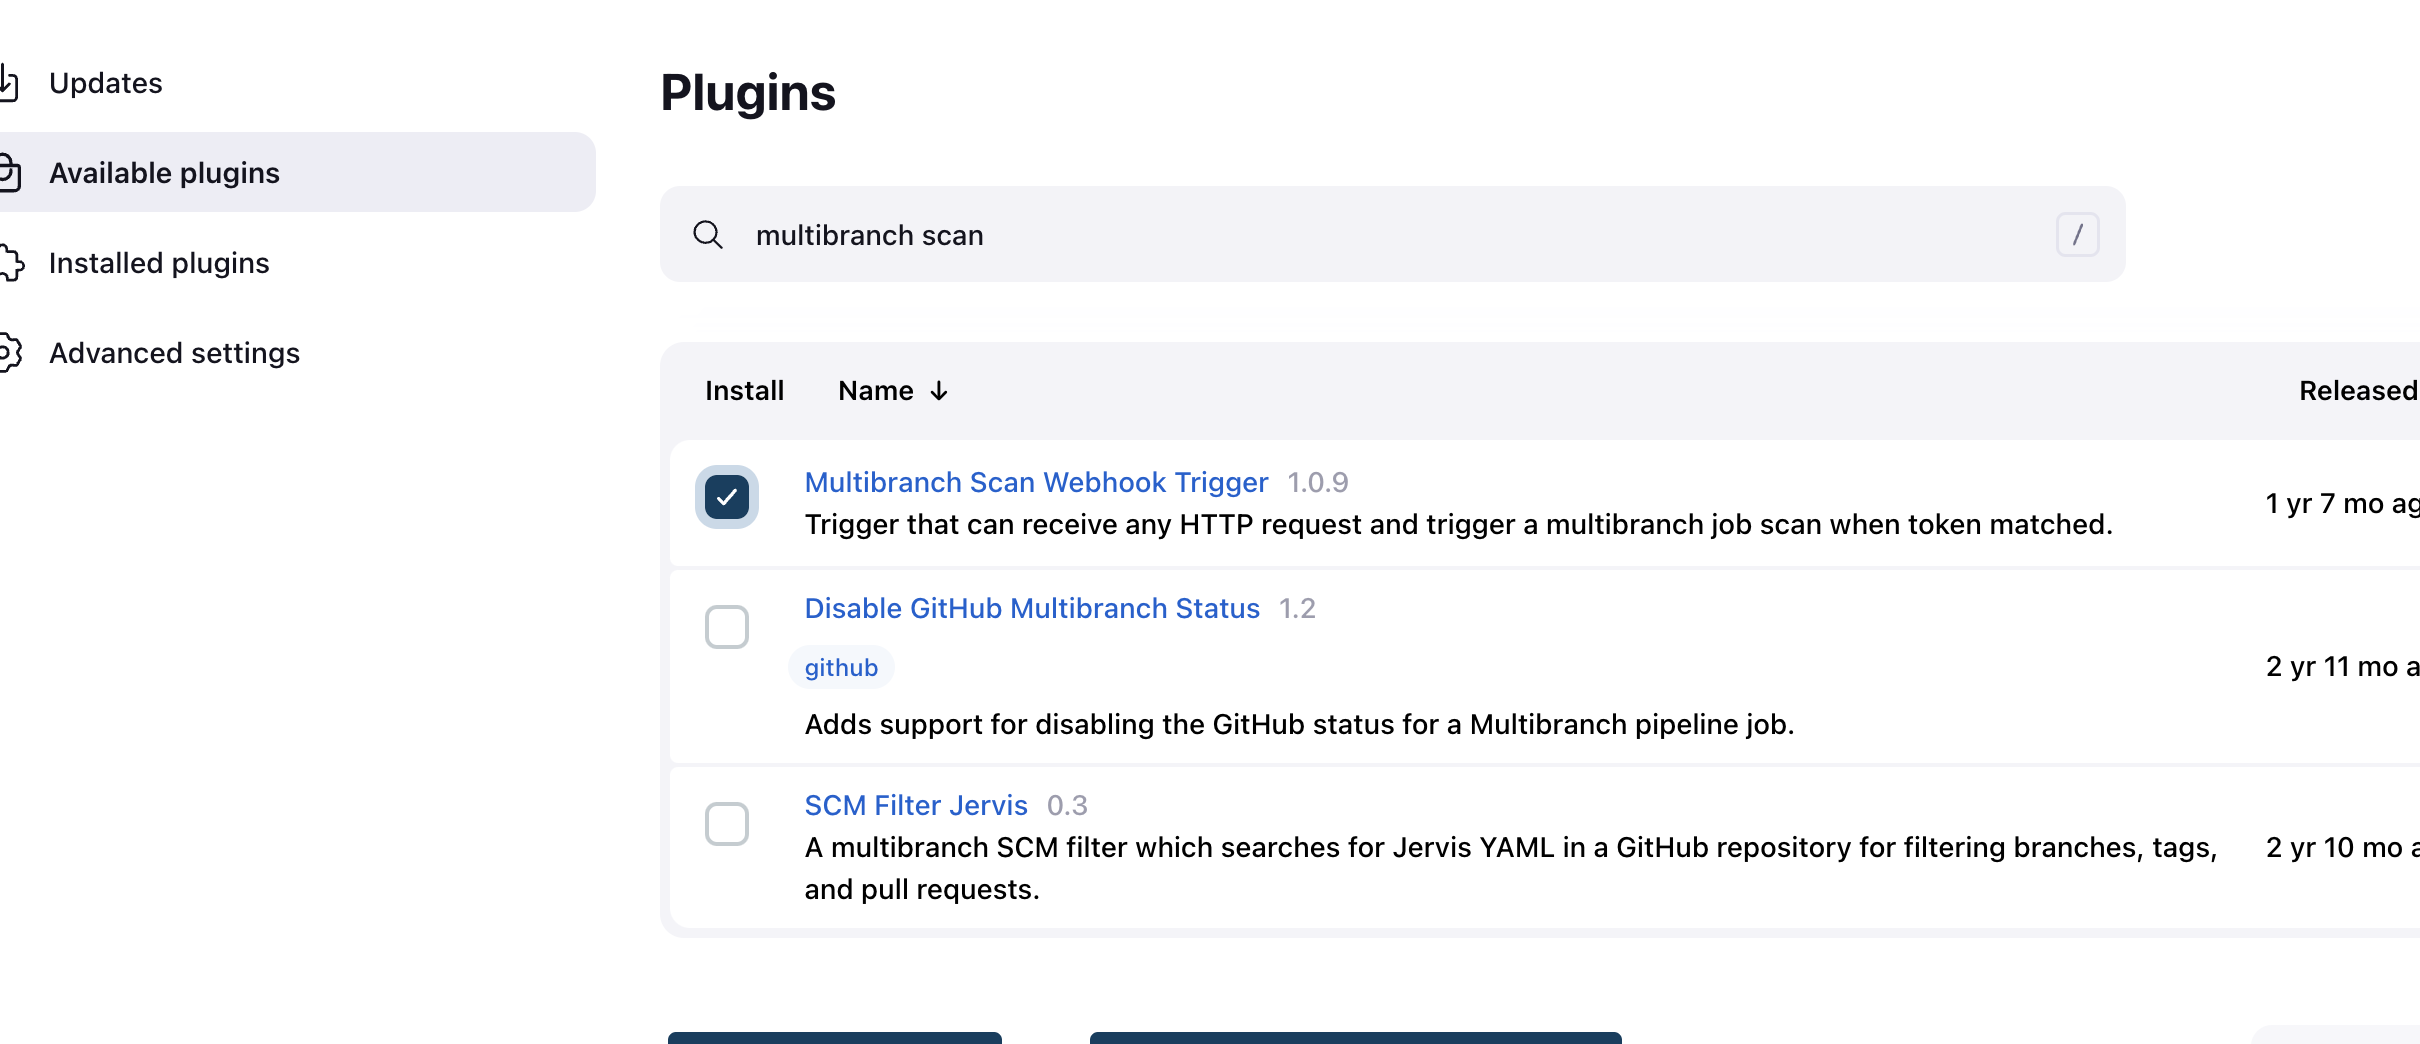 Updates
Available plugins
Installed plugins
Advanced settings
Plugins
multibranch scan /
Install Name ↓ Released
Multibranch Scan Webhook Trigger 1.0.9
Trigger that can receive any HTTP request and trigger a multibranch job scan when token matched.
1 yr 7 mo ag
Disable GitHub Multibranch Status 1.2
github
Adds support for disabling the GitHub status for a Multibranch pipeline job.
2 yr 11 mo a
SCM Filter Jervis 0.3
A multibranch SCM filter which searches for Jervis YAML in a GitHub repository for filtering branches, tags,
and pull requests.
2 yr 10 mo a